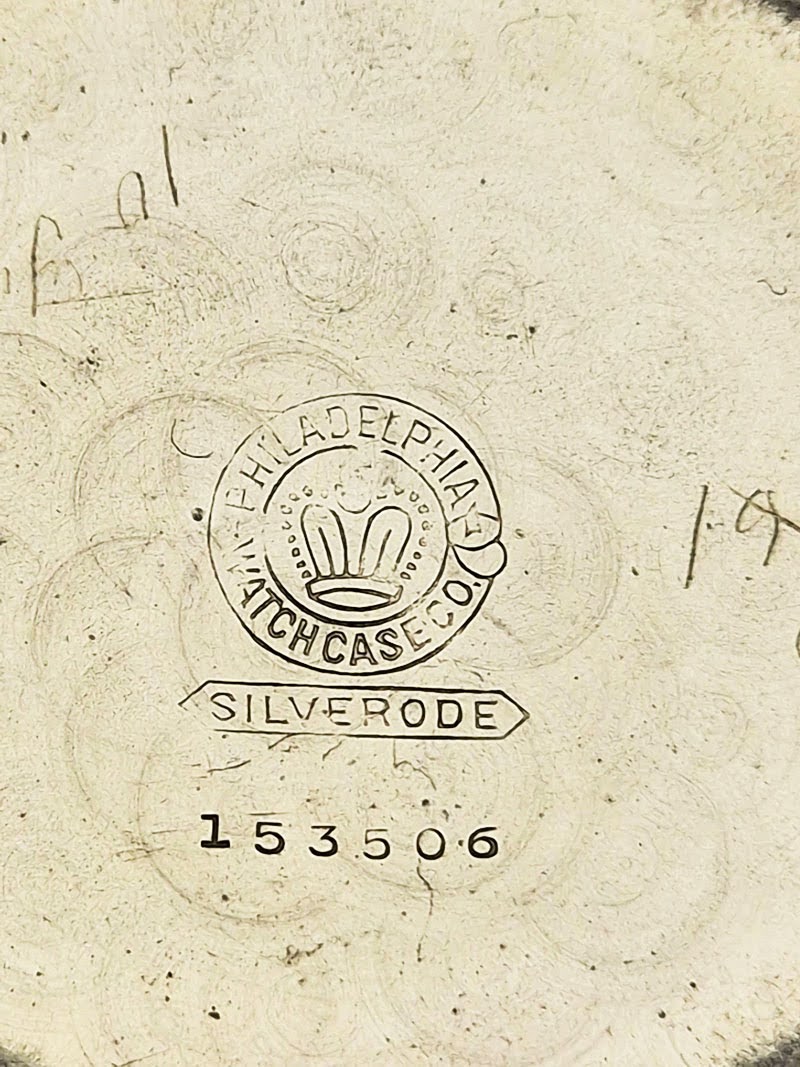 PHILADELPHIA
WATCH CASE CO.
SILVERODE
153506